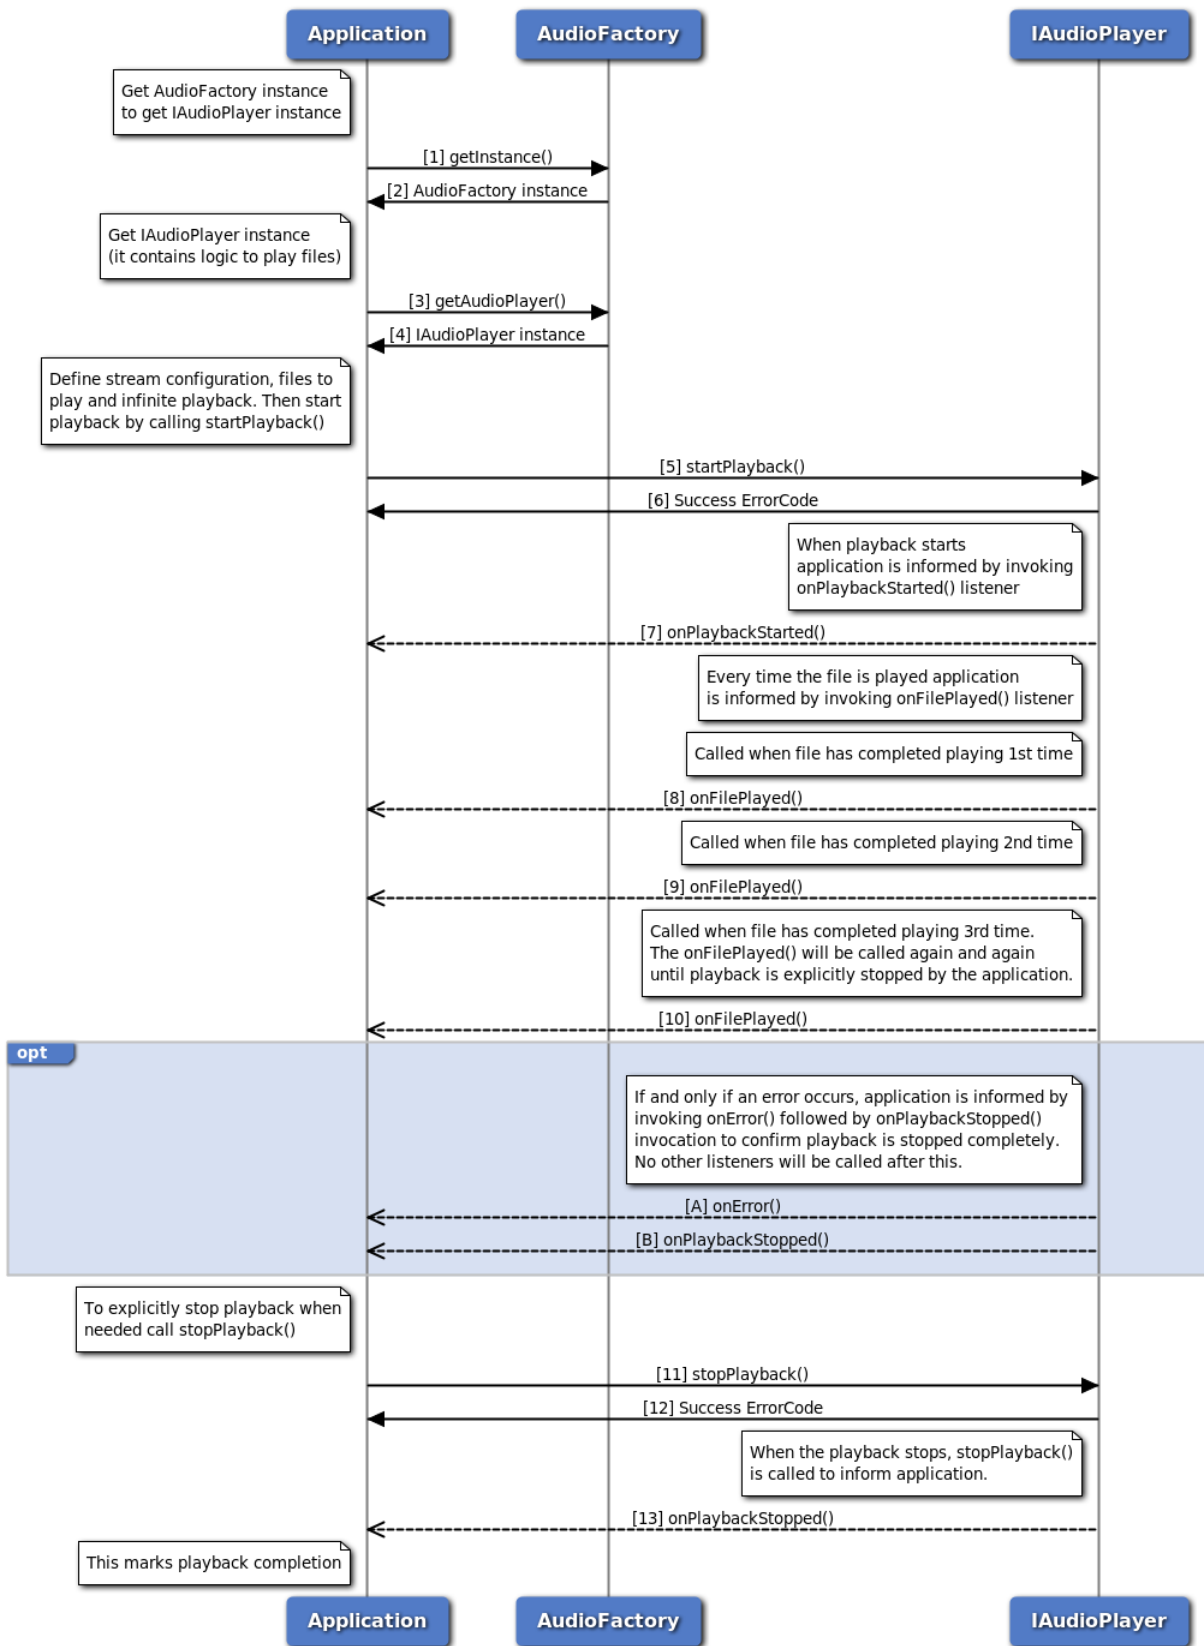 Application
AudioFactory
IAudioPlayer
Get AudioFactory instance
to get IAudioPlayer instance
[1] getInstance()
[2] AudioFactory instance
Get IAudioPlayer instance
(it contains logic to play files)
[3] getAudioPlayer()
[4] IAudioPlayer instance
Define stream configuration, files to
play and infinite playback. Then start
playback by calling startPlayback()
[5] startPlayback()
[6] Success ErrorCode
When playback starts
application is informed by invoking
onPlaybackStarted() listener
[7] onPlaybackStarted()
Every time the file is played application
is informed by invoking onFilePlayed() listener
Called when file has completed playing 1st time
[8] onFilePlayed()
Called when file has completed playing 2nd time
[9] onFilePlayed()
Called when file has completed playing 3rd time.
The onFilePlayed() will be called again and again
until playback is explicitly stopped by the application.
[10] onFilePlayed()
opt
If and only if an error occurs, application is informed by
invoking onError() followed by onPlaybackStopped()
invocation to confirm playback is stopped completely.
No other listeners will be called after this.
[A] onError()
[B] onPlaybackStopped()
To explicitly stop playback when
needed call stopPlayback()
[11] stopPlayback()
[12] Success ErrorCode
When the playback stops, stopPlayback()
is called to inform application.
[13] onPlaybackStopped()
This marks playback completion
Application
AudioFactory
IAudioPlayer